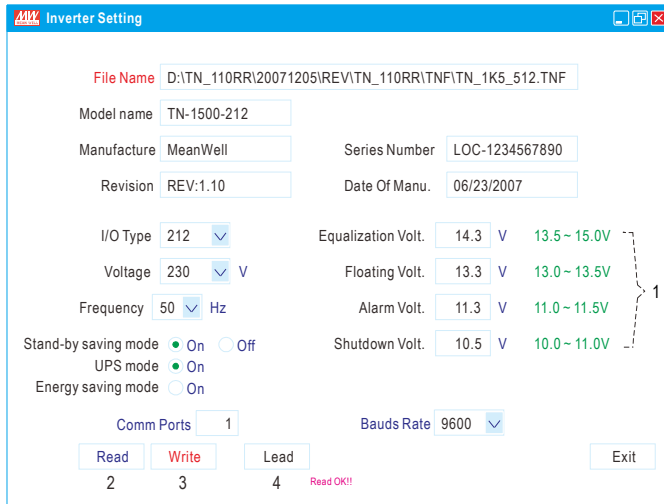 MW MEAN WELL Inverter Setting
File Name D:\TN_110RR\20071205\REV\TN_110RR\TNF\TN_1K5_512.TNF
Model name TN-1500-212
Manufacture MeanWell Series Number LOC-1234567890
Revision REV:1.10 Date Of Manu. 06/23/2007
I/O Type 212 Equalization Volt. 14.3 V 13.5~15.0V
Voltage 230 V Floating Volt. 13.3 V 13.0~13.5V
1
Frequency 50 Hz Alarm Volt. 11.3 V 11.0~11.5V
Stand-by saving mode On Off Shutdown Volt. 10.5 V 10.0~11.0V
UPS mode On
Energy saving mode On
Comm Ports 1 Bauds Rate 9600
Read Write Lead Exit
2 3 4 Read OK!!